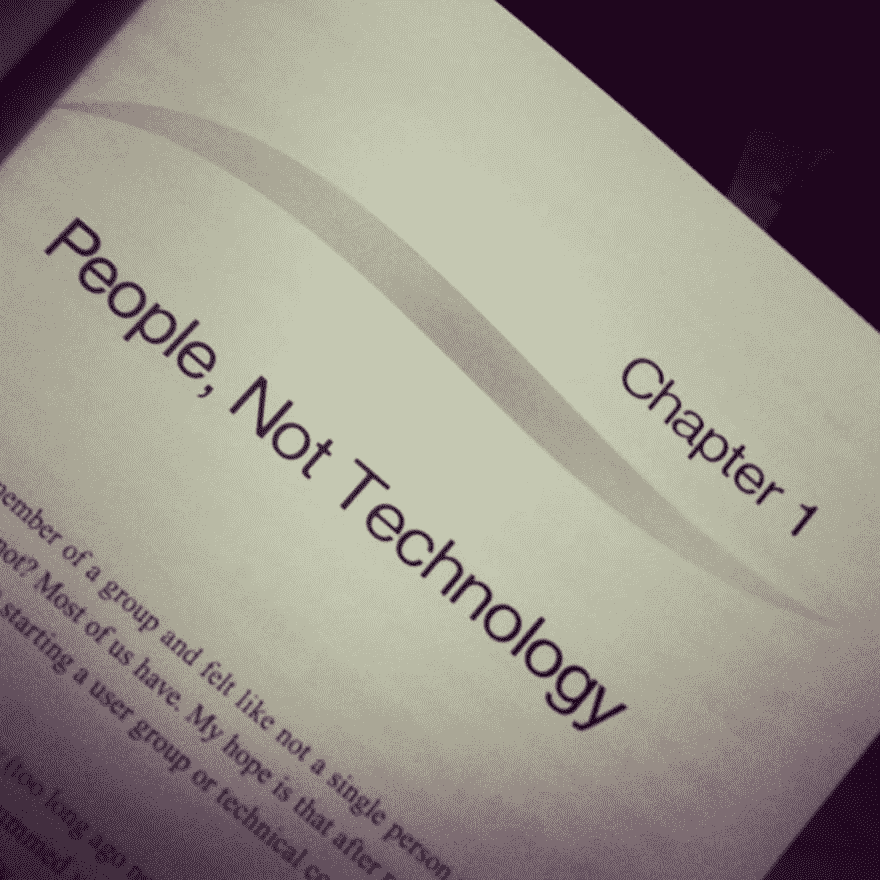 Chapter 1
People, Not Technology
member of a group and felt like not a single person
not? Most of us have. My hope is that after
starting a user group or technical
(too long ago